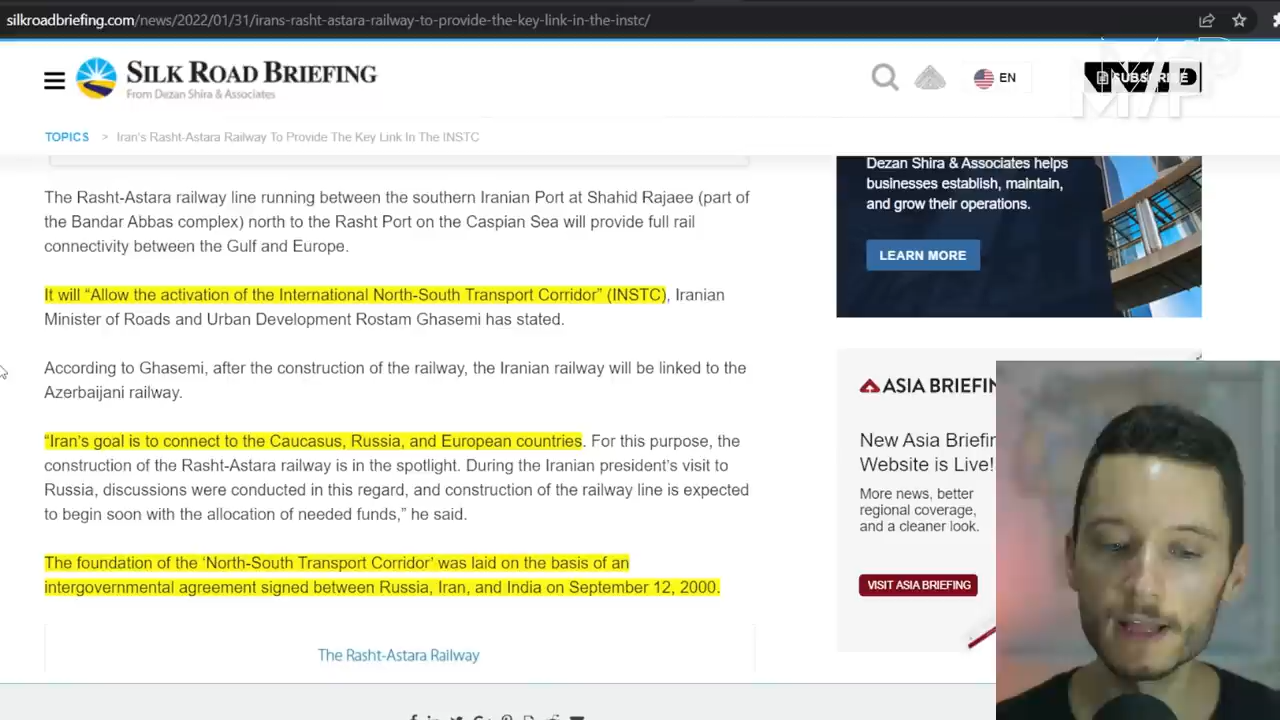 silkroadbriefing.com/news/2022/01/31/irans-rasht-astara-railway-to-provide-the-key-link-in-the-instc/
SILK ROAD BRIEFING
From Dezan Shira & Associates
EN
SUBSCRIBE
TOPICS > Iran's Rasht-Astara Railway To Provide The Key Link In The INSTC
The Rasht-Astara railway line running between the southern Iranian Port at Shahid Rajaee (part of
the Bandar Abbas complex) north to the Rasht Port on the Caspian Sea will provide full rail
connectivity between the Gulf and Europe.
It will “Allow the activation of the International North-South Transport Corridor” (INSTC), Iranian
Minister of Roads and Urban Development Rostam Ghasemi has stated.
According to Ghasemi, after the construction of the railway, the Iranian railway will be linked to the
Azerbaijani railway.
“Iran’s goal is to connect to the Caucasus, Russia, and European countries. For this purpose, the
construction of the Rasht-Astara railway is in the spotlight. During the Iranian president’s visit to
Russia, discussions were conducted in this regard, and construction of the railway line is expected
to begin soon with the allocation of needed funds,” he said.
The foundation of the ‘North-South Transport Corridor’ was laid on the basis of an
intergovernmental agreement signed between Russia, Iran, and India on September 12, 2000.
The Rasht-Astara Railway
Dezan Shira & Associates helps
businesses establish, maintain,
and grow their operations.
LEARN MORE
ASIA BRIEFIN
New Asia Briefin
Website is Live!
More news, better
regional coverage,
and a cleaner look.
VISIT ASIA BRIEFING